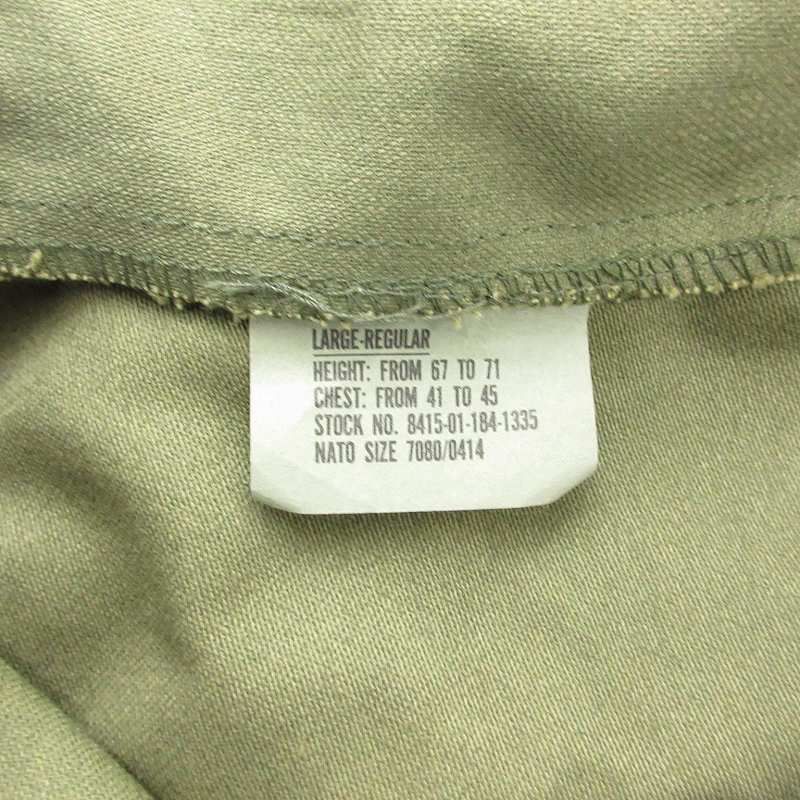 LARGE-REGULAR
HEIGHT: FROM 67 TO 71
CHEST: FROM 41 TO 45
STOCK NO. 8415-01-184-1335
NATO SIZE 7080/0414